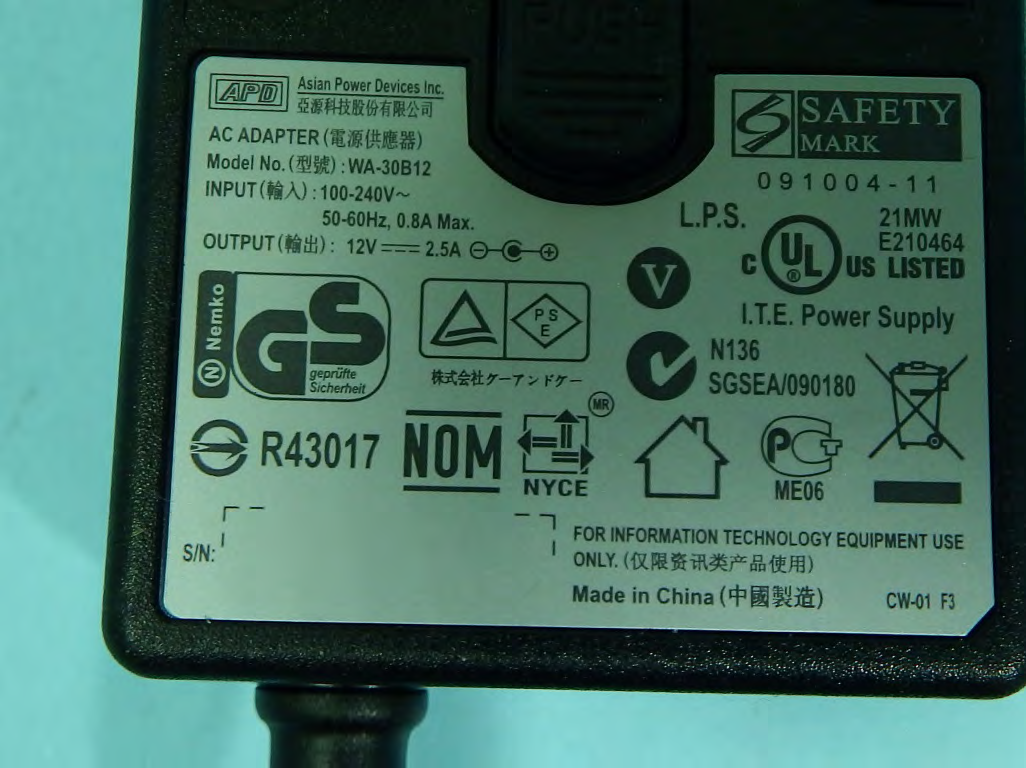 PUSH
APD
Asian Power Devices Inc.
亞源科技股份有限公司
AC ADAPTER (電源供應器)
Model No. (型號) : WA-30B12
INPUT (輸入) : 100-240V~
50-60Hz, 0.8A Max.
OUTPUT (輸出) : 12V 2.5A
SAFETY
MARK
091004-11
L.P.S.
21MW
E210464
C UL ® US LISTED
V
I.T.E. Power Supply
N Nemko
GS
geprüfte
Sicherheit
PS
E
株式会社ケーアンドケー
N136
SGSEA/090180
R43017
NOM
MR
NYCE
PCT
ME06
S/N:
FOR INFORMATION TECHNOLOGY EQUIPMENT USE
ONLY. (仅限资讯类产品使用)
Made in China (中國製造)
CW-01 F3